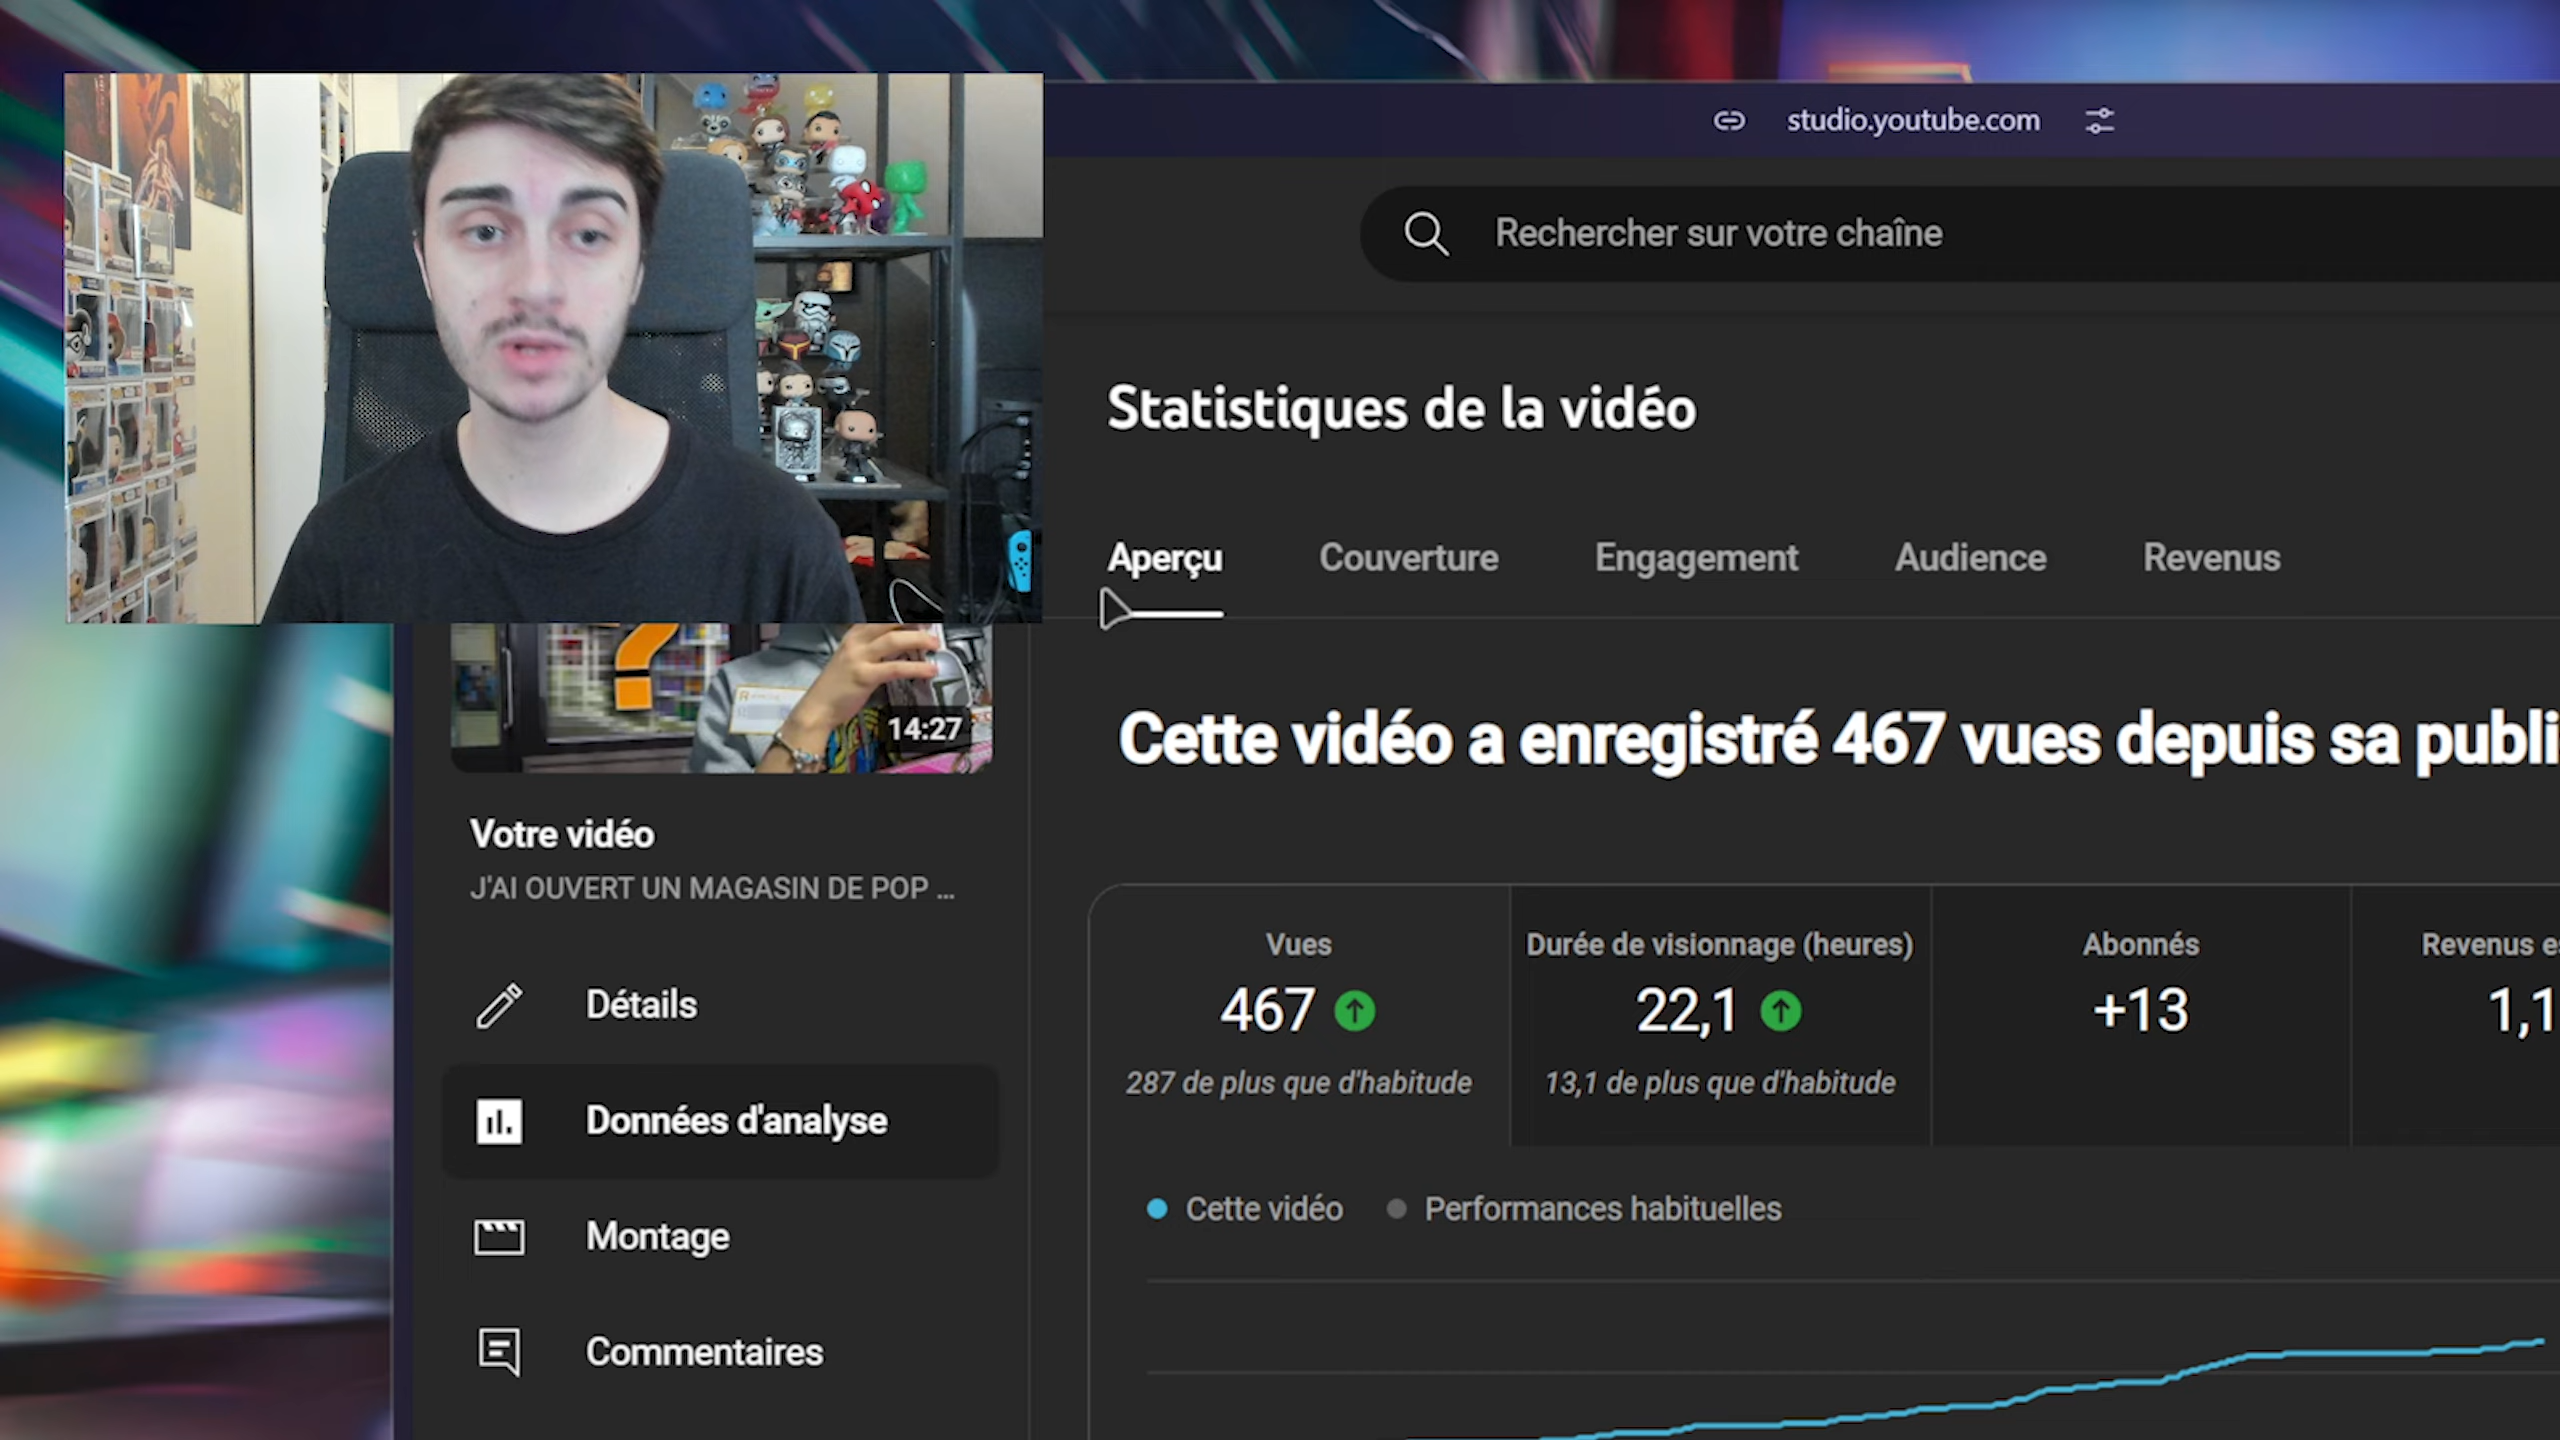 studio.youtube.com
Rechercher sur votre chaîne
Statistiques de la vidéo
Aperçu
Couverture
Engagement
Audience
Revenus
Cette vidéo a enregistré 467 vues depuis sa publi
14:27
Votre vidéo
J'AI OUVERT UN MAGASIN DE POP ...
Détails
Données d'analyse
Montage
Commentaires
Vues
467
287 de plus que d'habitude
Durée de visionnage (heures)
22,1
13,1 de plus que d'habitude
Abonnés
+13
Revenus es
1,1
Cette vidéo
Performances habituelles